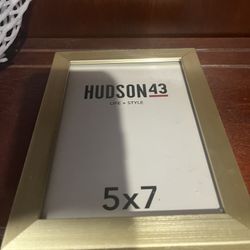 HUDSON 43
LIFE + STYLE
5x7